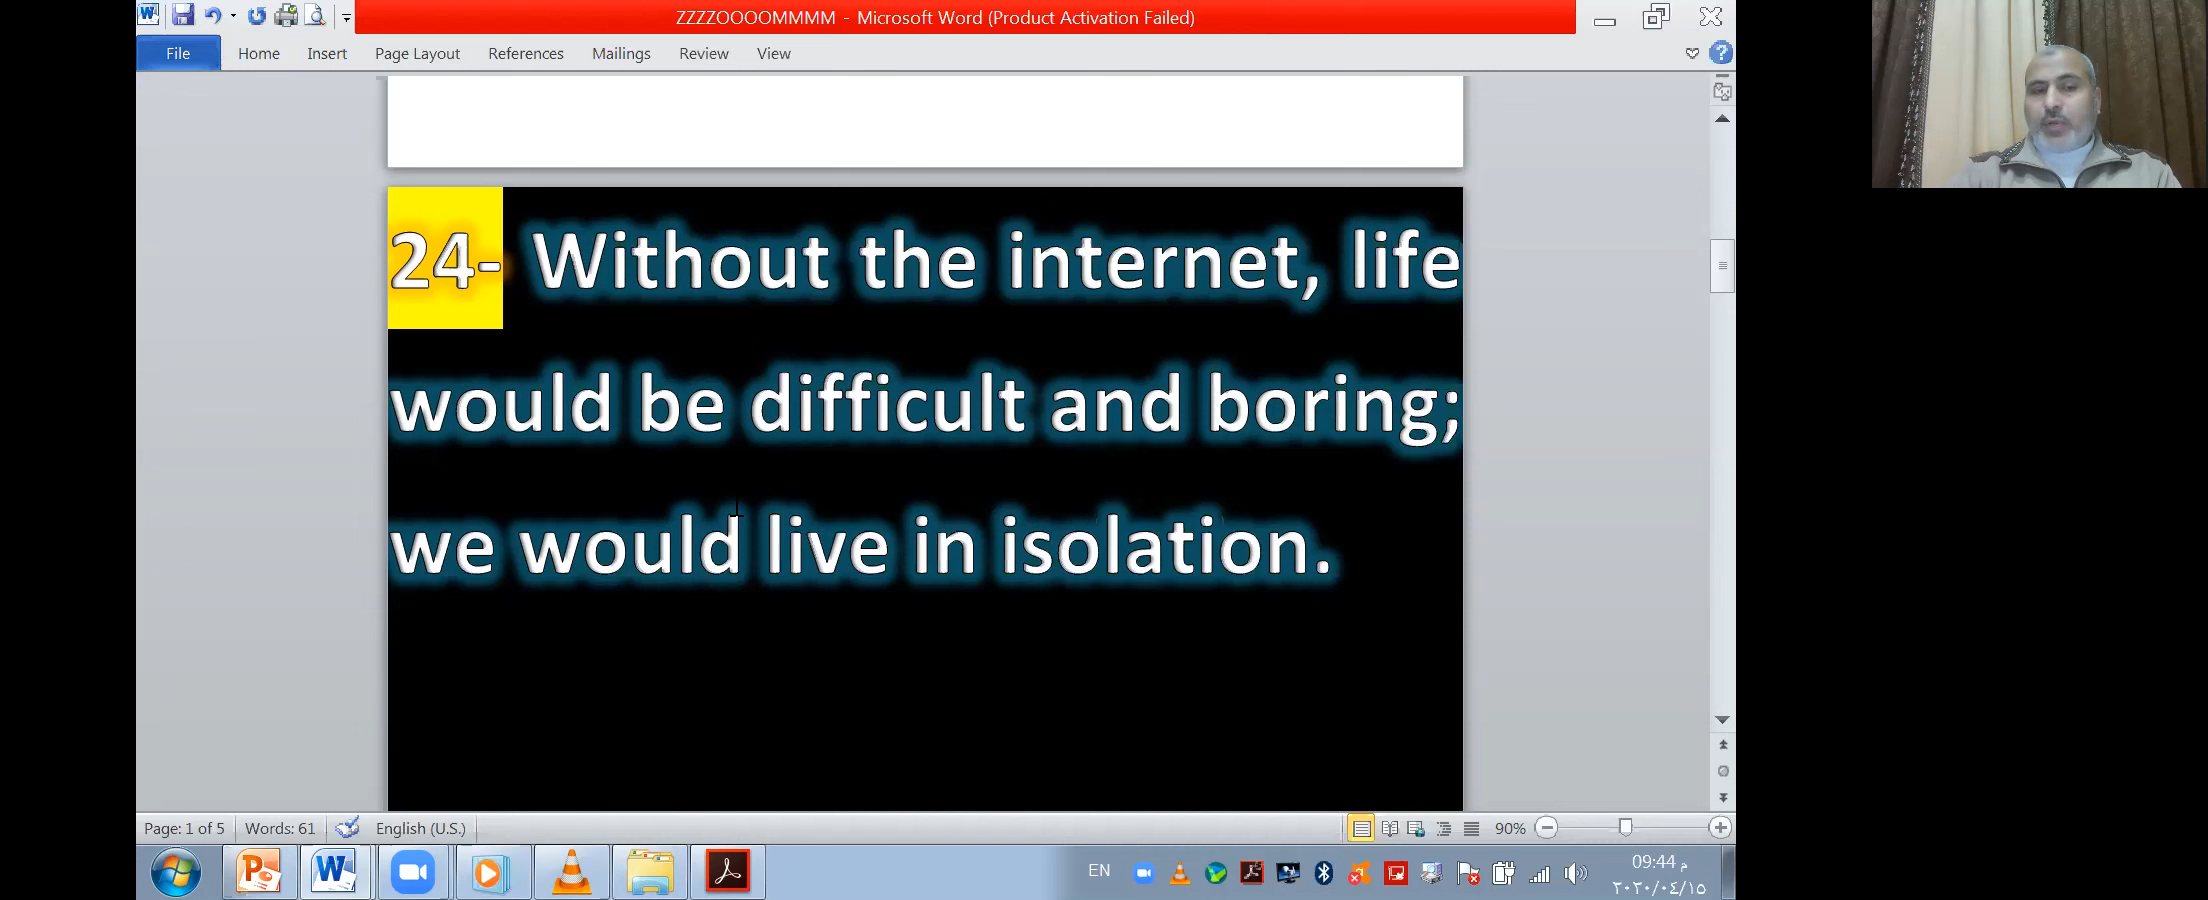 ZZZZOOOOMMMM - Microsoft Word (Product Activation Failed)
File Home Insert Page Layout References Mailings Review View
24- Without the internet, life
would be difficult and boring;
we would live in isolation.
Page: 1 of 5 Words: 61 English (U.S.) 90%
EN 09:44 م
٢٠٢٠/٠٤/١٥